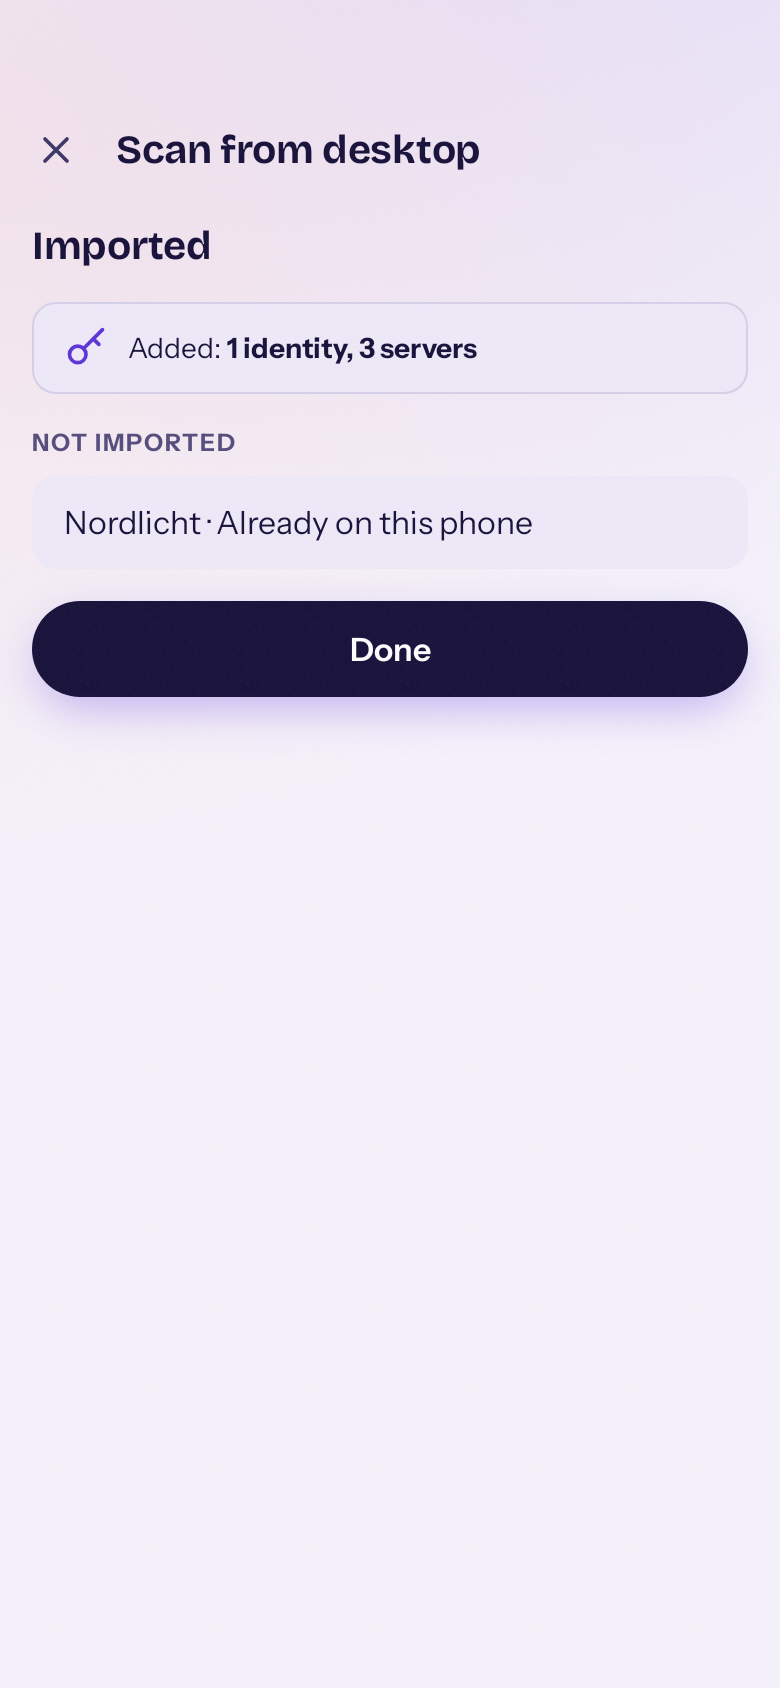 Scan from desktop
Imported
Added: 1 identity, 3 servers
NOT IMPORTED
Nordlicht · Already on this phone
Done